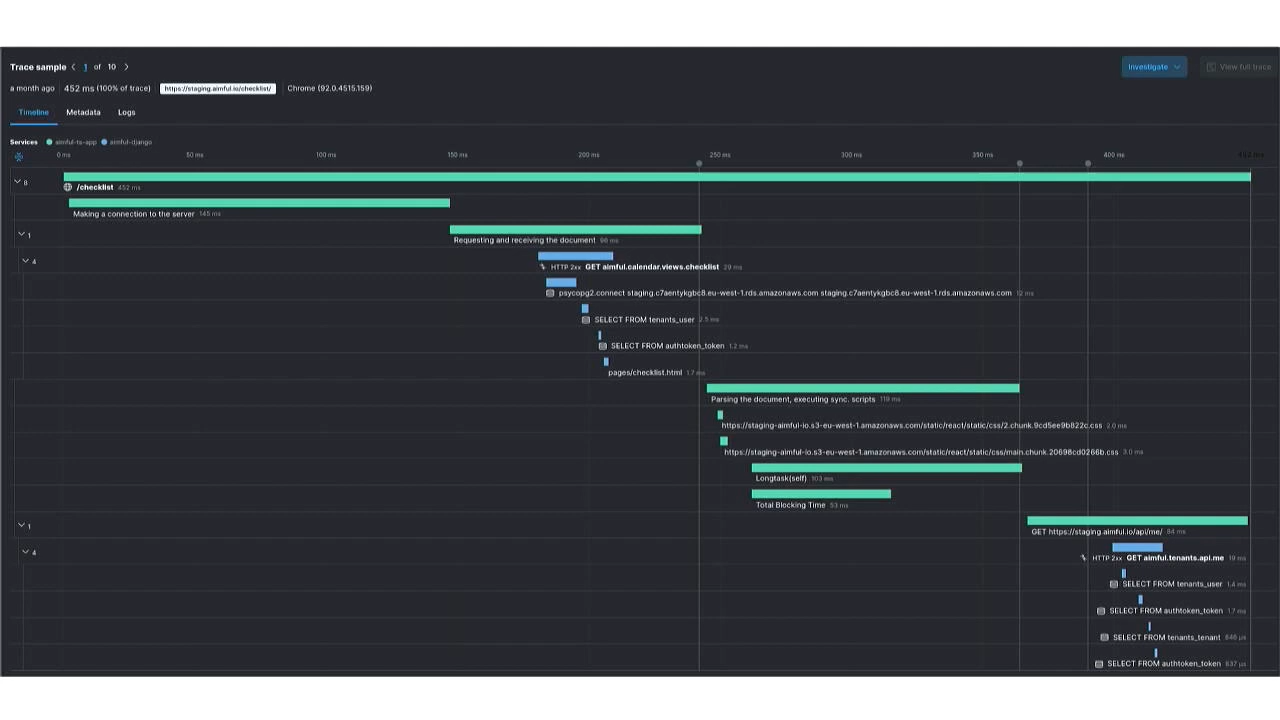 Trace sample 1 of 10
Investigate
View full trace
a month ago 452 ms (100% of trace) https://staging.aimful.io/checklist/ Chrome (92.0.4515.159)
Timeline Metadata Logs
Services aimful-ts-app aimful-django
0 ms 50 ms 100 ms 150 ms 200 ms 250 ms 300 ms 350 ms 400 ms 452 ms
8
/checklist 452 ms
Making a connection to the server 145 ms
1
Requesting and receiving the document 96 ms
4
HTTP 2xx GET aimful.calendar.views.checklist 29 ms
psycopg2.connect staging.c7aentykgbc8.eu-west-1.rds.amazonaws.com staging.c7aentykgbc8.eu-west-1.rds.amazonaws.com 12 ms
SELECT FROM tenants_user 2.5 ms
SELECT FROM authtoken_token 1.2 ms
pages/checklist.html 1.7 ms
Parsing the document, executing sync. scripts 119 ms
https://staging-aimful-io.s3-eu-west-1.amazonaws.com/static/react/static/css/2.chunk.9cd5ee9b822c.css 2.0 ms
https://staging-aimful-io.s3-eu-west-1.amazonaws.com/static/react/static/css/main.chunk.20698cd0266b.css 3.0 ms
Longtask(self) 103 ms
Total Blocking Time 53 ms
1
GET https://staging.aimful.io/api/me/ 84 ms
4
HTTP 2xx GET aimful.tenants.api.me 19 ms
SELECT FROM tenants_user 1.4 ms
SELECT FROM authtoken_token 1.7 ms
SELECT FROM tenants_tenant 646 µs
SELECT FROM authtoken_token 837 µs